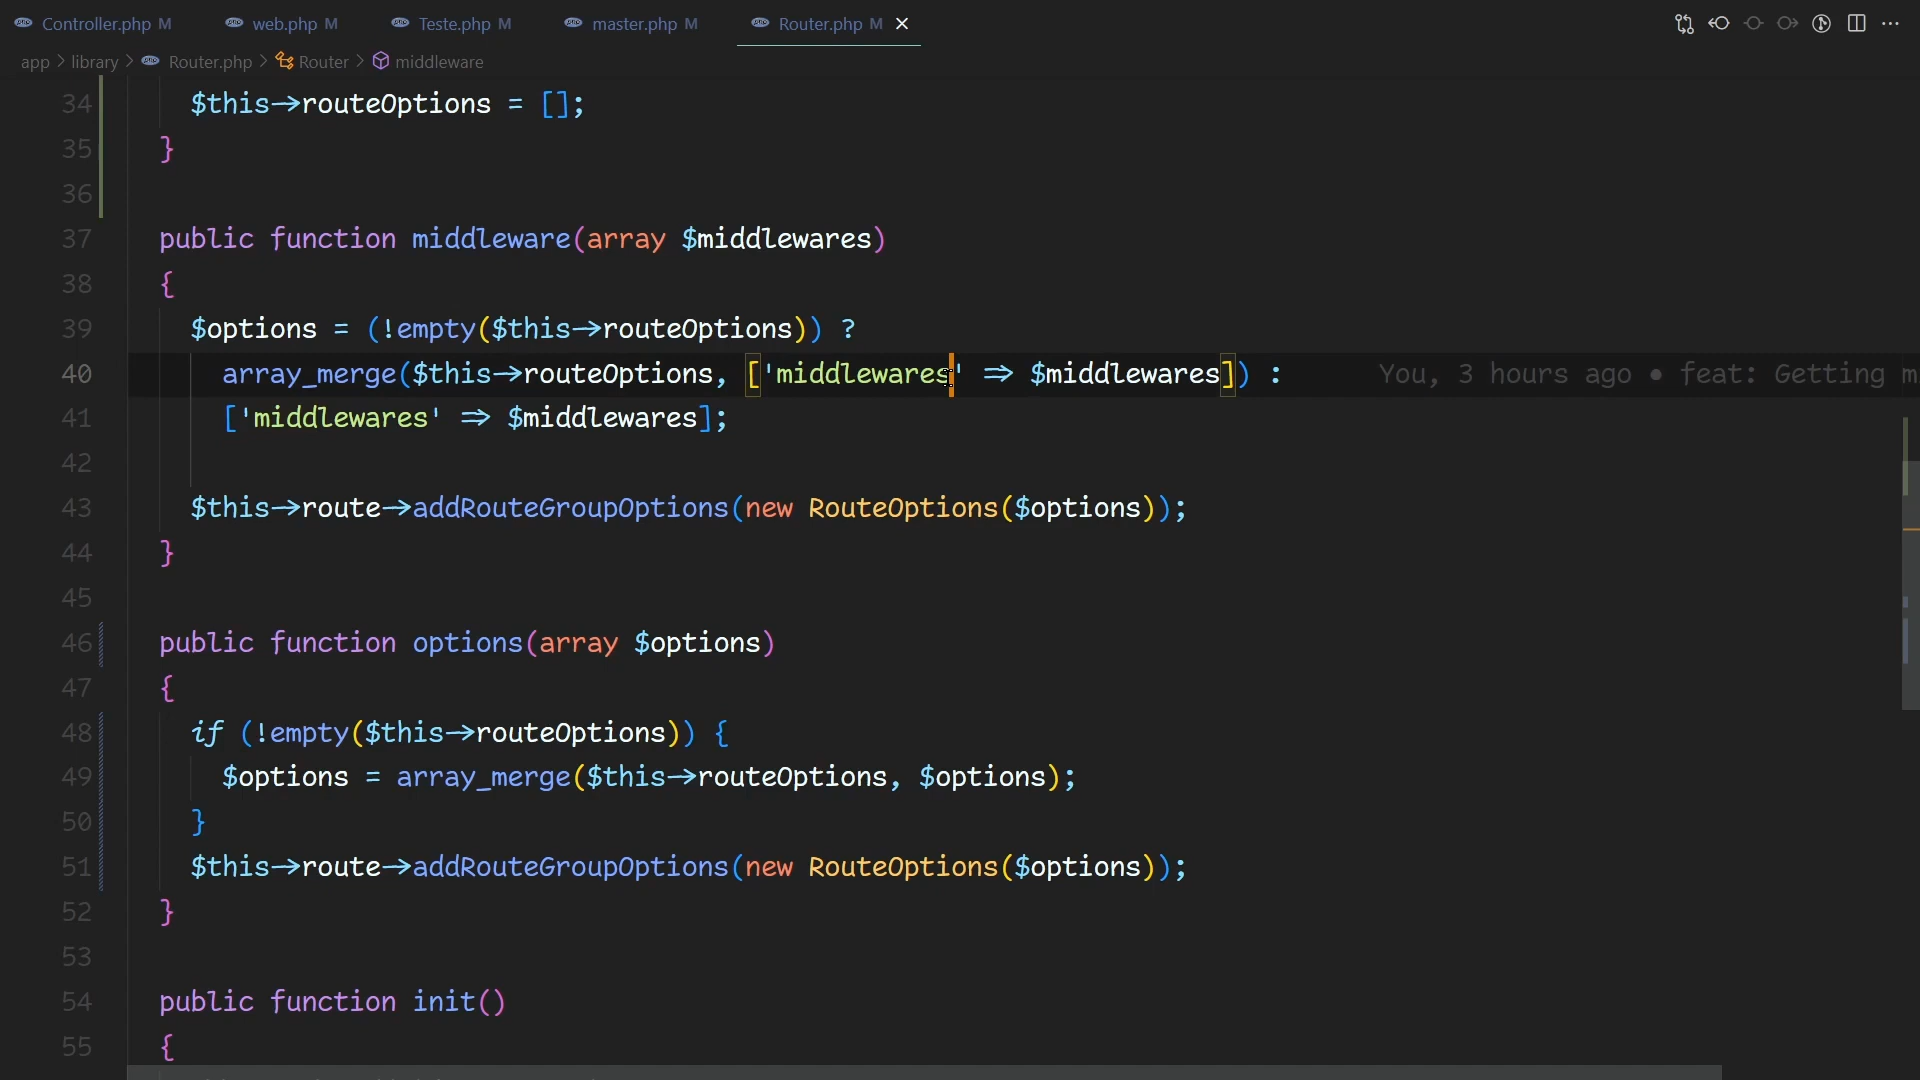 Controller.php M web.php M Teste.php M master.php M Router.php M
app > library > Router.php > Router > middleware
34 $this->routeOptions = [];
35 }
36
37 public function middleware(array $middlewares)
38 {
39 $options = (!empty($this->routeOptions)) ?
40 array_merge($this->routeOptions, ['middlewares' => $middlewares]) : You, 3 hours ago • feat: Getting m
41 ['middlewares' => $middlewares];
42
43 $this->route->addRouteGroupOptions(new RouteOptions($options));
44 }
45
46 public function options(array $options)
47 {
48 if (!empty($this->routeOptions)) {
49 $options = array_merge($this->routeOptions, $options);
50 }
51 $this->route->addRouteGroupOptions(new RouteOptions($options));
52 }
53
54 public function init()
55 {